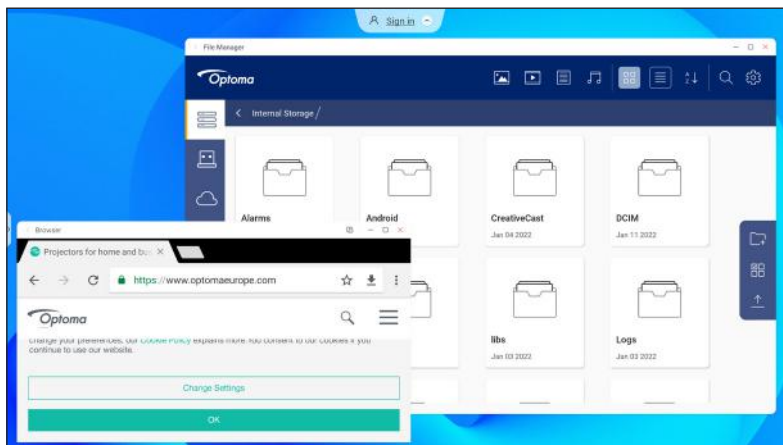 Sign in
File Manager
Optoma
Internal Storage /
Alarms
Android
CreativeCast
Jan 04 2022
DCIM
Jan 11 2022
libs
Jan 03 2022
Logs
Jan 03 2022
Browser
Projectors for home and bus
https://www.optomaeurope.com
Optoma
change your preferences, our Cookie Policy explains more. You consent to our cookies if you
continue to use our website.
Change Settings
OK